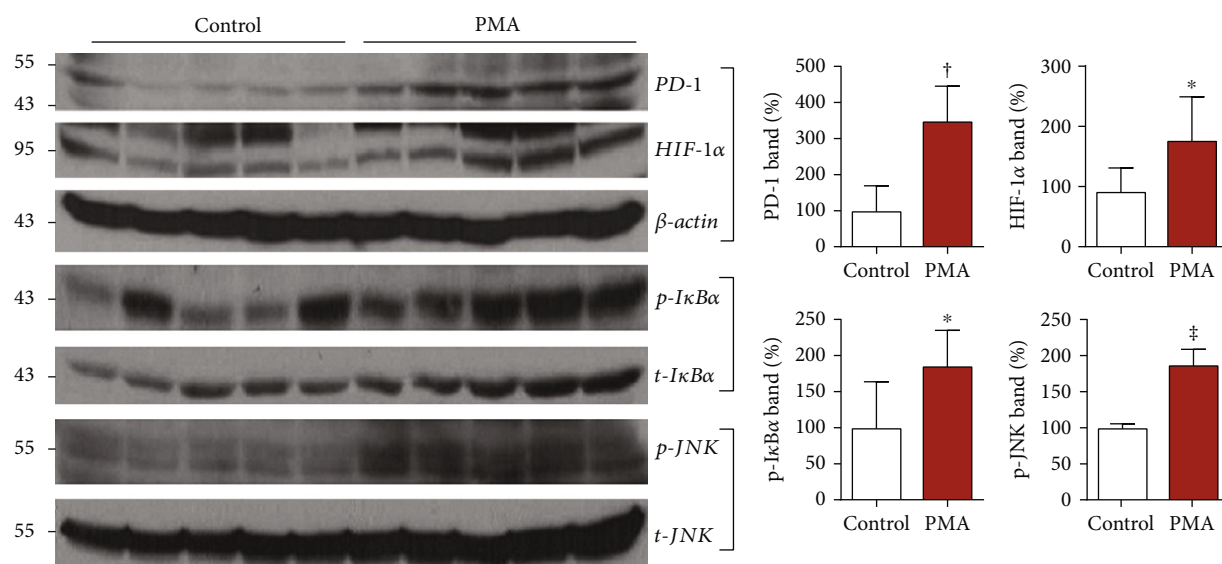 Control PMA
55
43
PD-1
95
HIF-1α
43
β-actin
43
p-IκBα
43
t-IκBα
55
p-JNK
55
t-JNK
PD-1 band (%)
500
400
300
200
100
0
†
Control PMA
HIF-1α band (%)
300
200
100
0
*
Control PMA
p-IκBα band (%)
250
200
150
100
50
0
*
Control PMA
p-JNK band (%)
250
200
150
100
50
0
‡
Control PMA